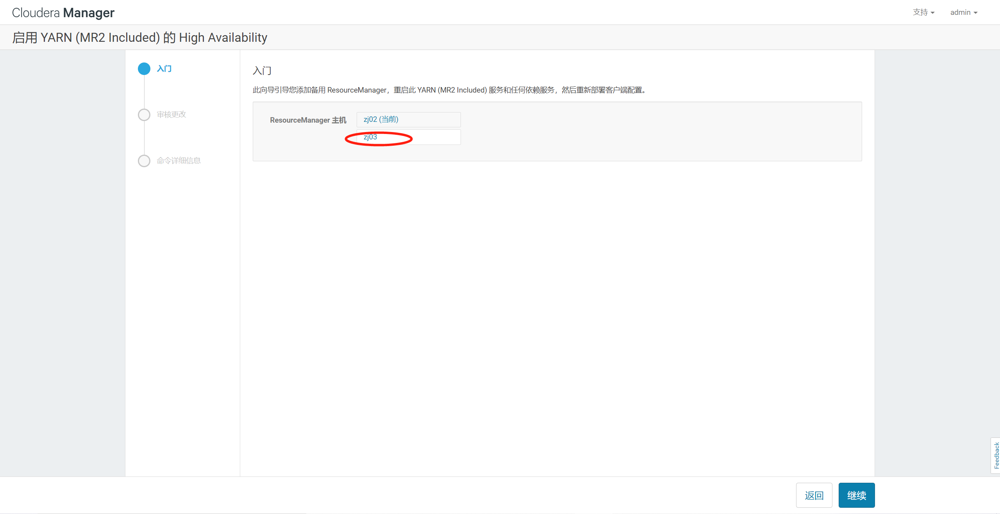 Cloudera Manager
支持
admin
启用 YARN (MR2 Included) 的 High Availability
入门
审核更改
命令详细信息
入门
此向导引导您添加备用 ResourceManager，重启此 YARN (MR2 Included) 服务和任何依赖服务，然后重新部署客户端配置。
ResourceManager 主机
zj02 (当前)
zj03
Feedback
返回
继续